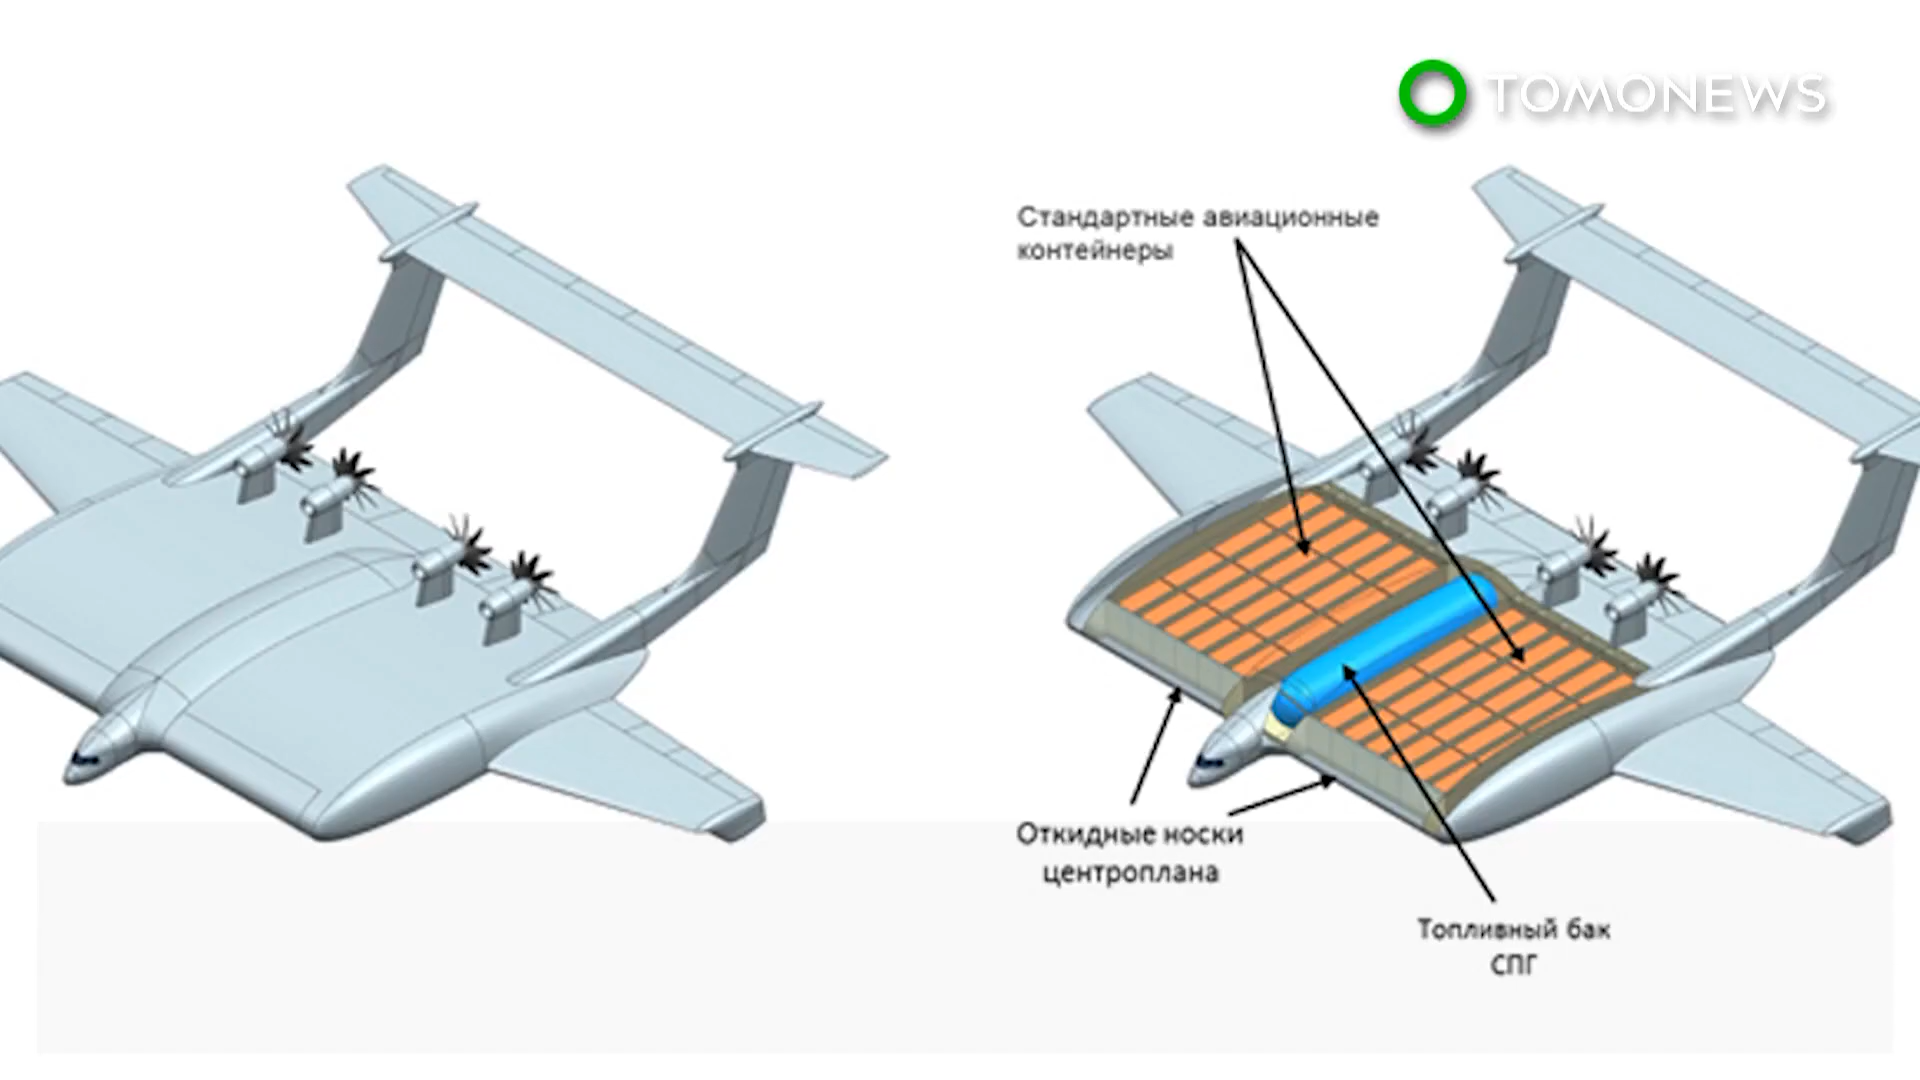 TOMONEWS
Стандартные авиационные
контейнеры
Откидные носки
центроплана
Топливный бак
СПГ